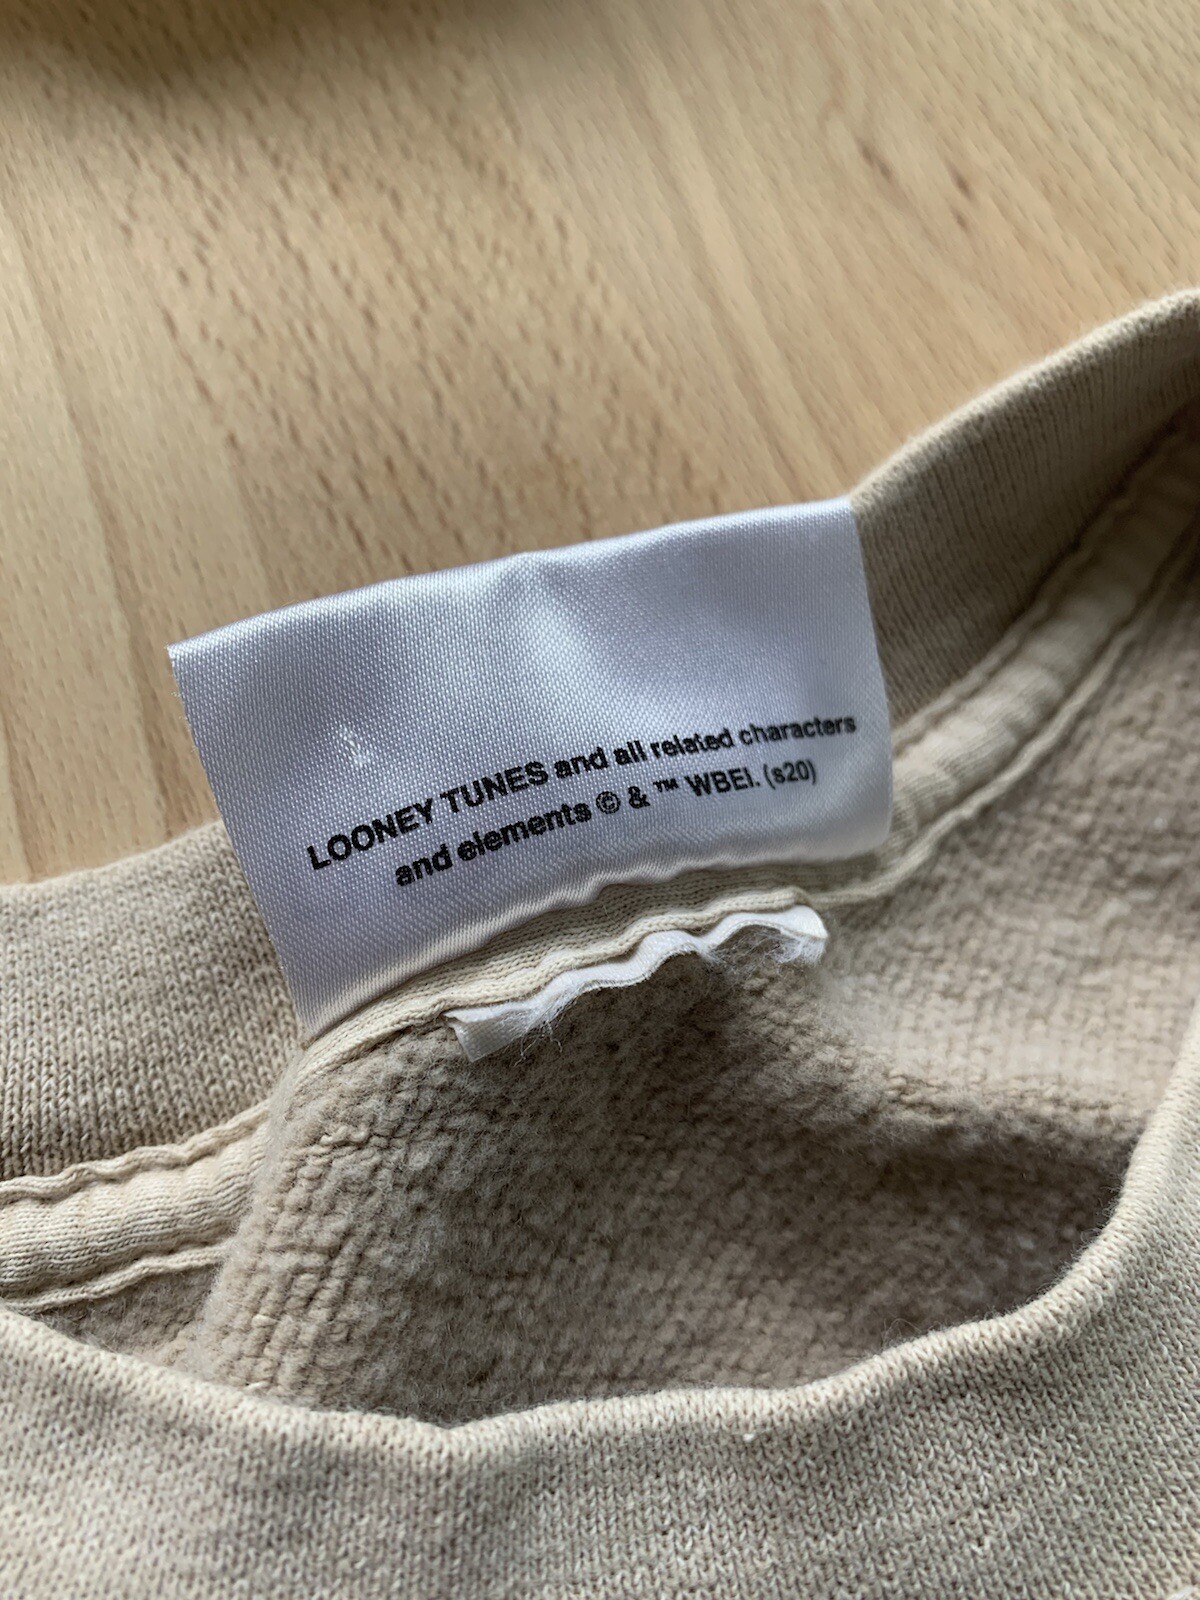 LOONEY TUNES and all related characters
and elements © & ™ WBEI. (s20)